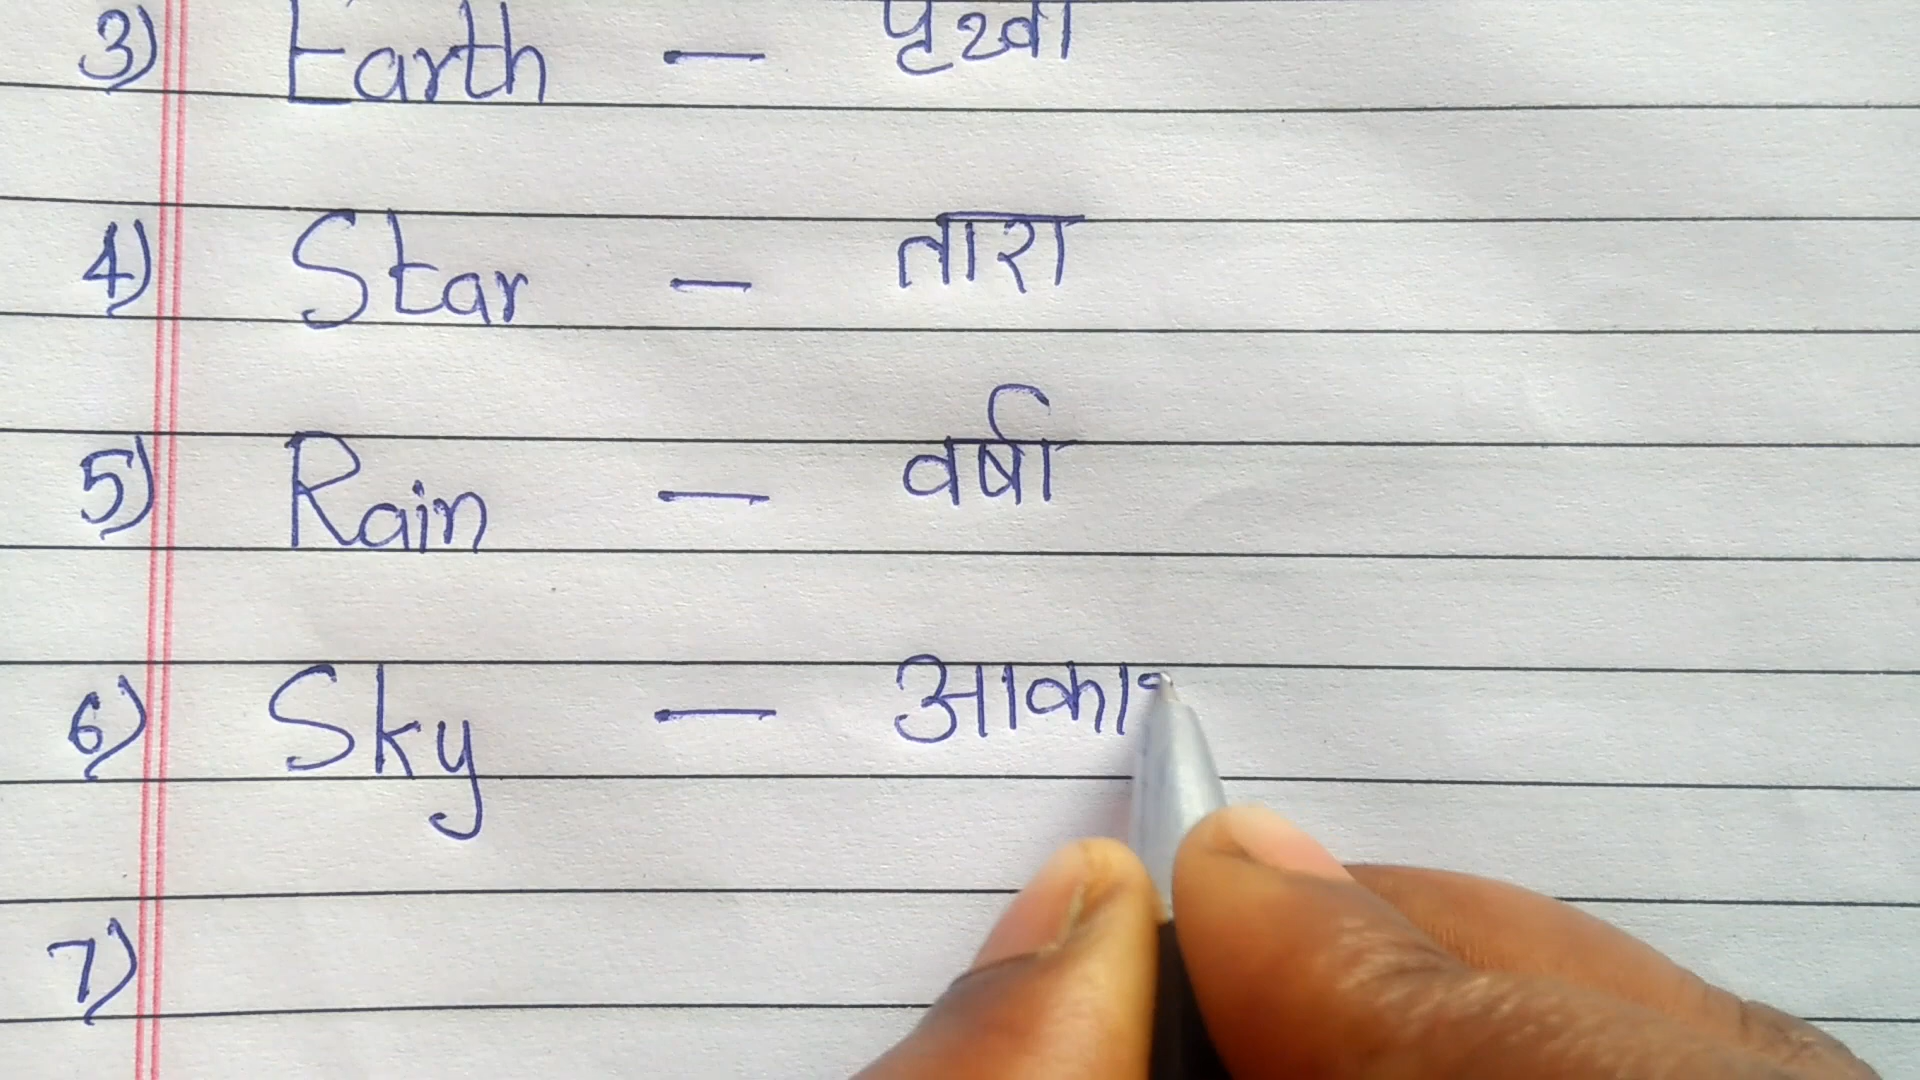 3) Earth — पृथ्वी
4) Star — तारा
5) Rain — वर्षा
6) Sky — आका
7)